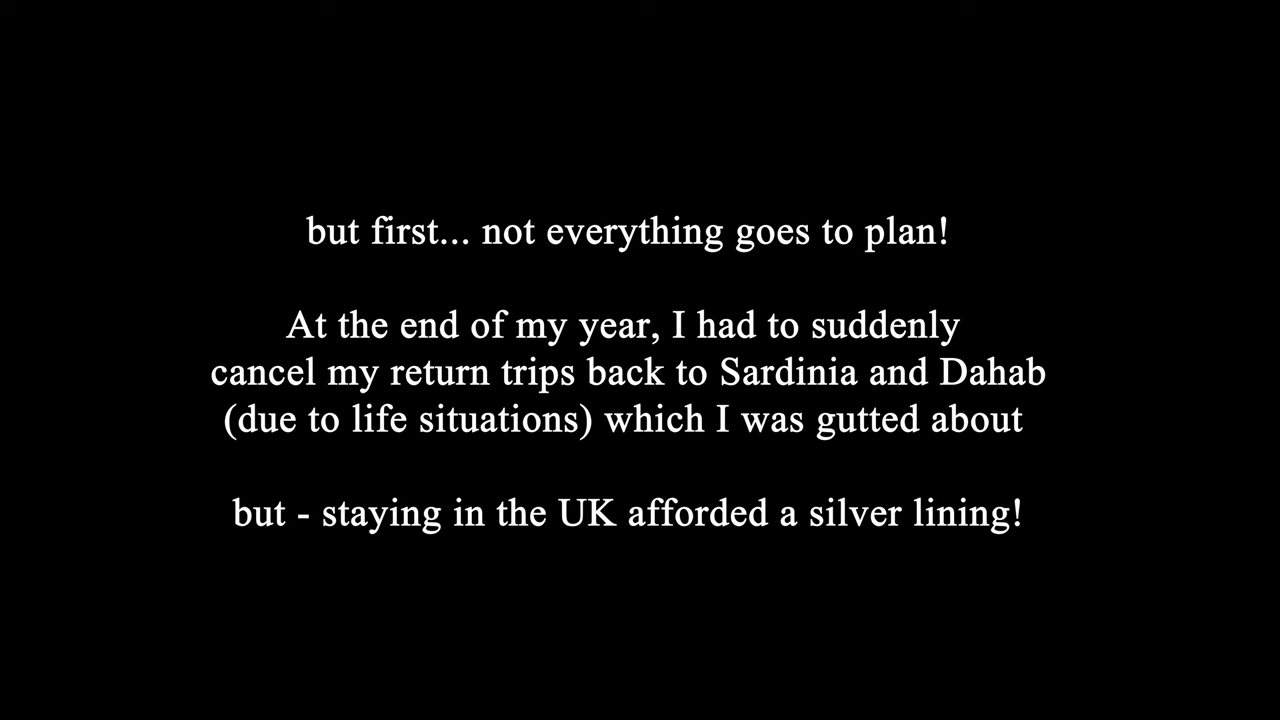 but first... not everything goes to plan!
At the end of my year, I had to suddenly
cancel my return trips back to Sardinia and Dahab
(due to life situations) which I was gutted about
but - staying in the UK afforded a silver lining!